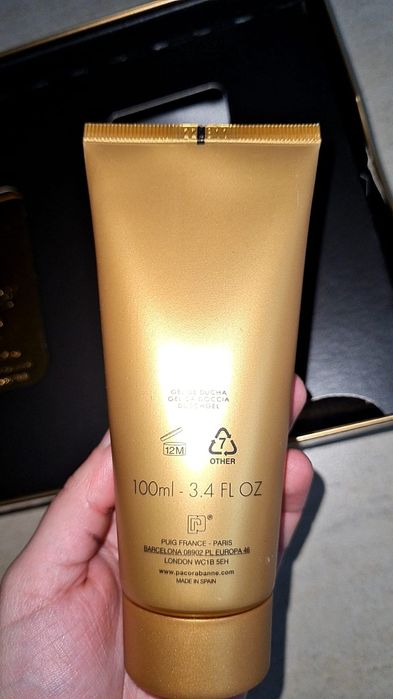 GEL DE DUCHA
GEL DA DOCCIA
DUSCHGEL
12M
7
OTHER
100ml - 3.4 FL OZ
®
PUIG FRANCE - PARIS
BARCELONA 08902 PL EUROPA 46
LONDON WC1B 5EH
www.pacorabanne.com
MADE IN SPAIN